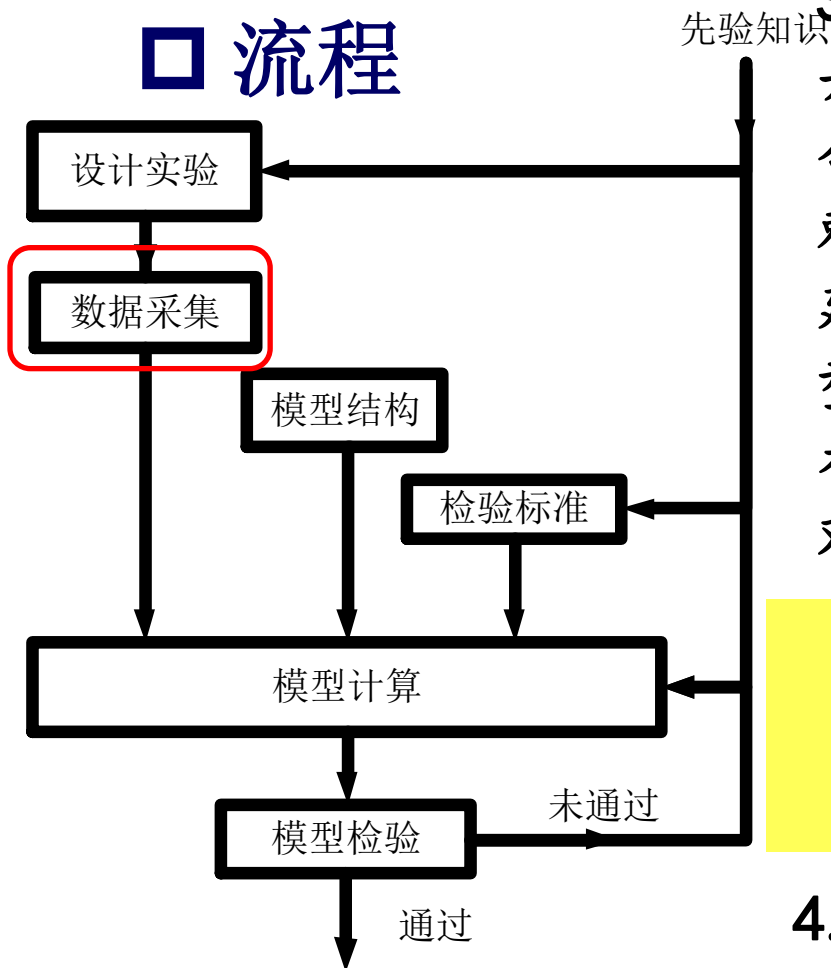 流程
先验知识
设计实验
数据采集
模型结构
检验标准
模型计算
模型检验
未通过
通过
4.